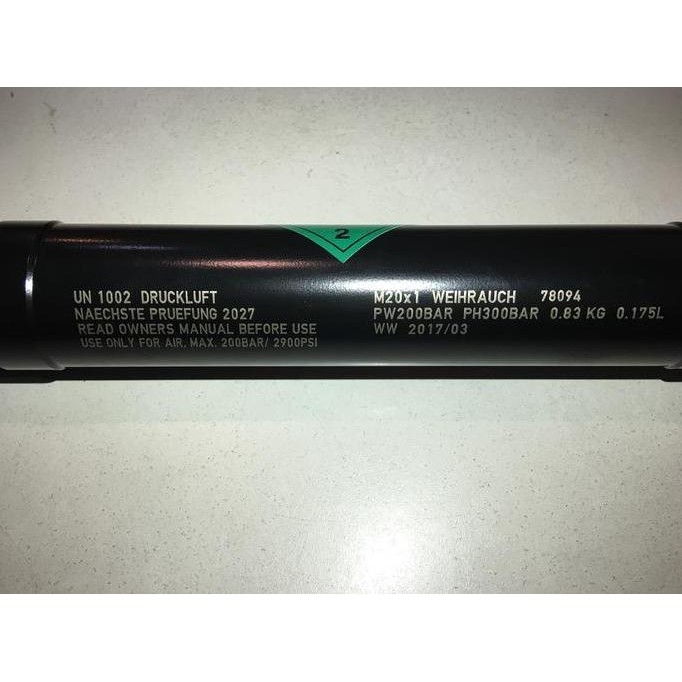 2
UN 1002 DRUCKLUFT
NAECHSTE PRUEFUNG 2027
READ OWNERS MANUAL BEFORE USE
USE ONLY FOR AIR, MAX. 200BAR/ 2900PSI
M20x1 WEIHRAUCH 78094
PW200BAR PH300BAR 0.83 KG 0.175L
WW 2017/03